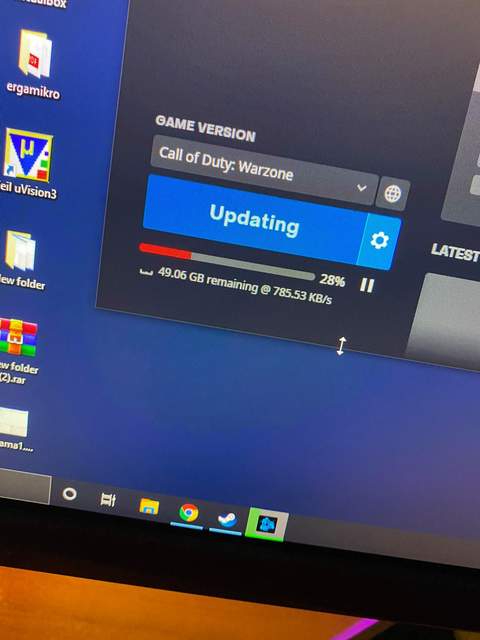 ergamikro
eil uVision3
ew folder
ew folder
(2).rar
ama1....
GAME VERSION
Call of Duty: Warzone
Updating
28%
49.06 GB remaining @ 785.53 KB/s
LATEST